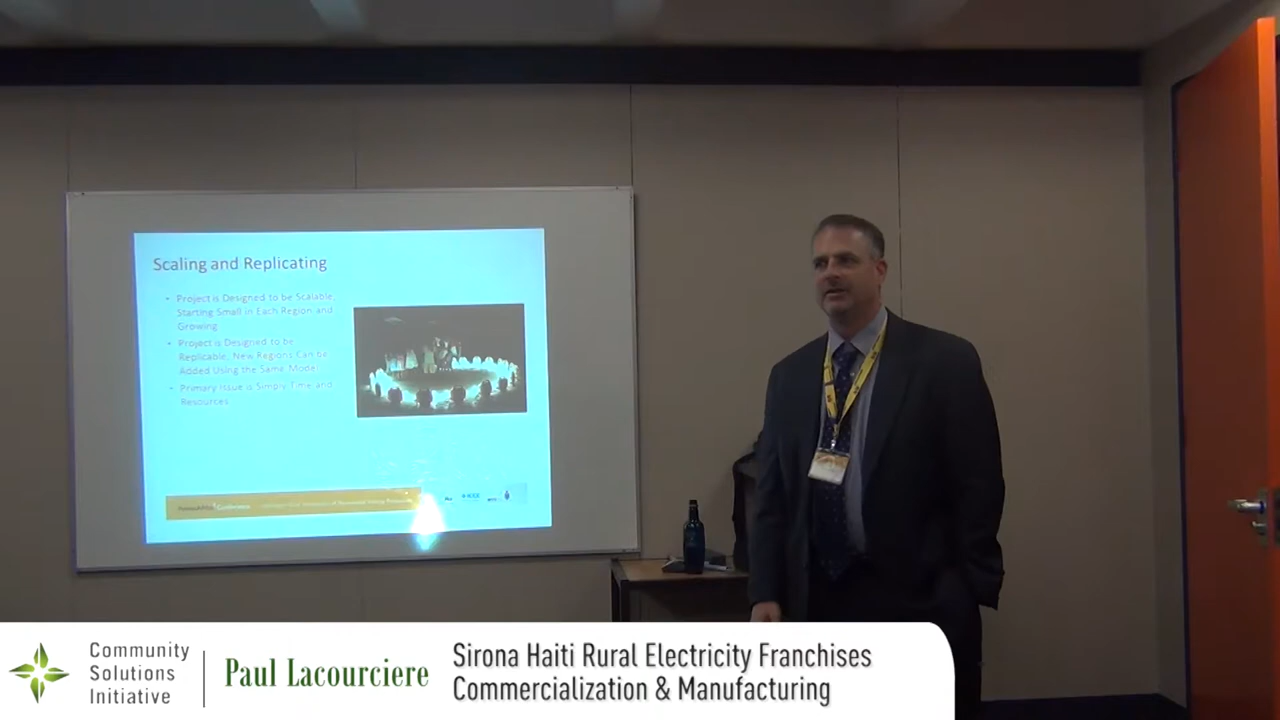 Scaling and Replicating
• Project is Designed to be Scalable,
Starting Small in Each Region and
Growing
• Project is Designed to be
Replicable, New Regions Can be
Added Using the Same Model
• Primary Issue is Simply Time and
Resources
Conference
IEEE
Community
Solutions
Initiative
Paul Lacourciere
Sirona Haiti Rural Electricity Franchises
Commercialization & Manufacturing